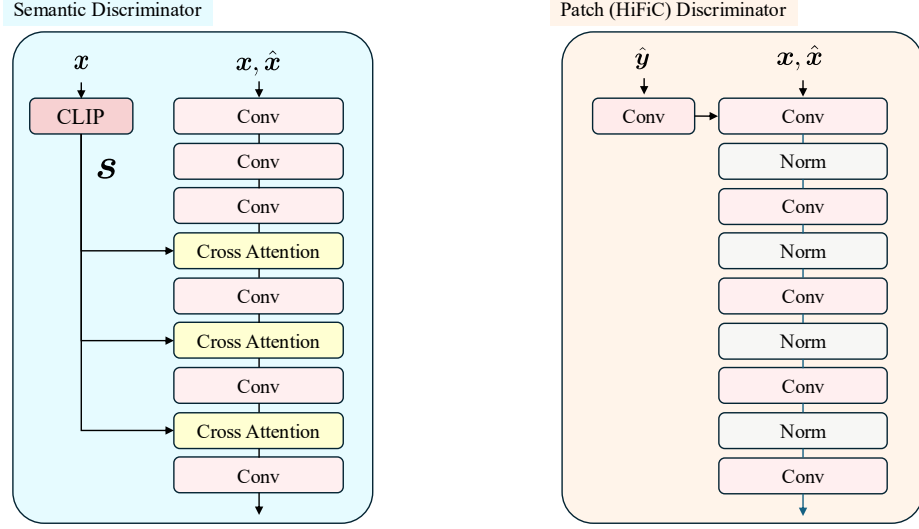 Semantic Discriminator
x
x, x̂
CLIP
Conv
s
Conv
Conv
Cross Attention
Conv
Cross Attention
Conv
Cross Attention
Conv
Patch (HiFiC) Discriminator
ŷ
x, x̂
Conv
Conv
Norm
Conv
Norm
Conv
Norm
Conv
Norm
Conv